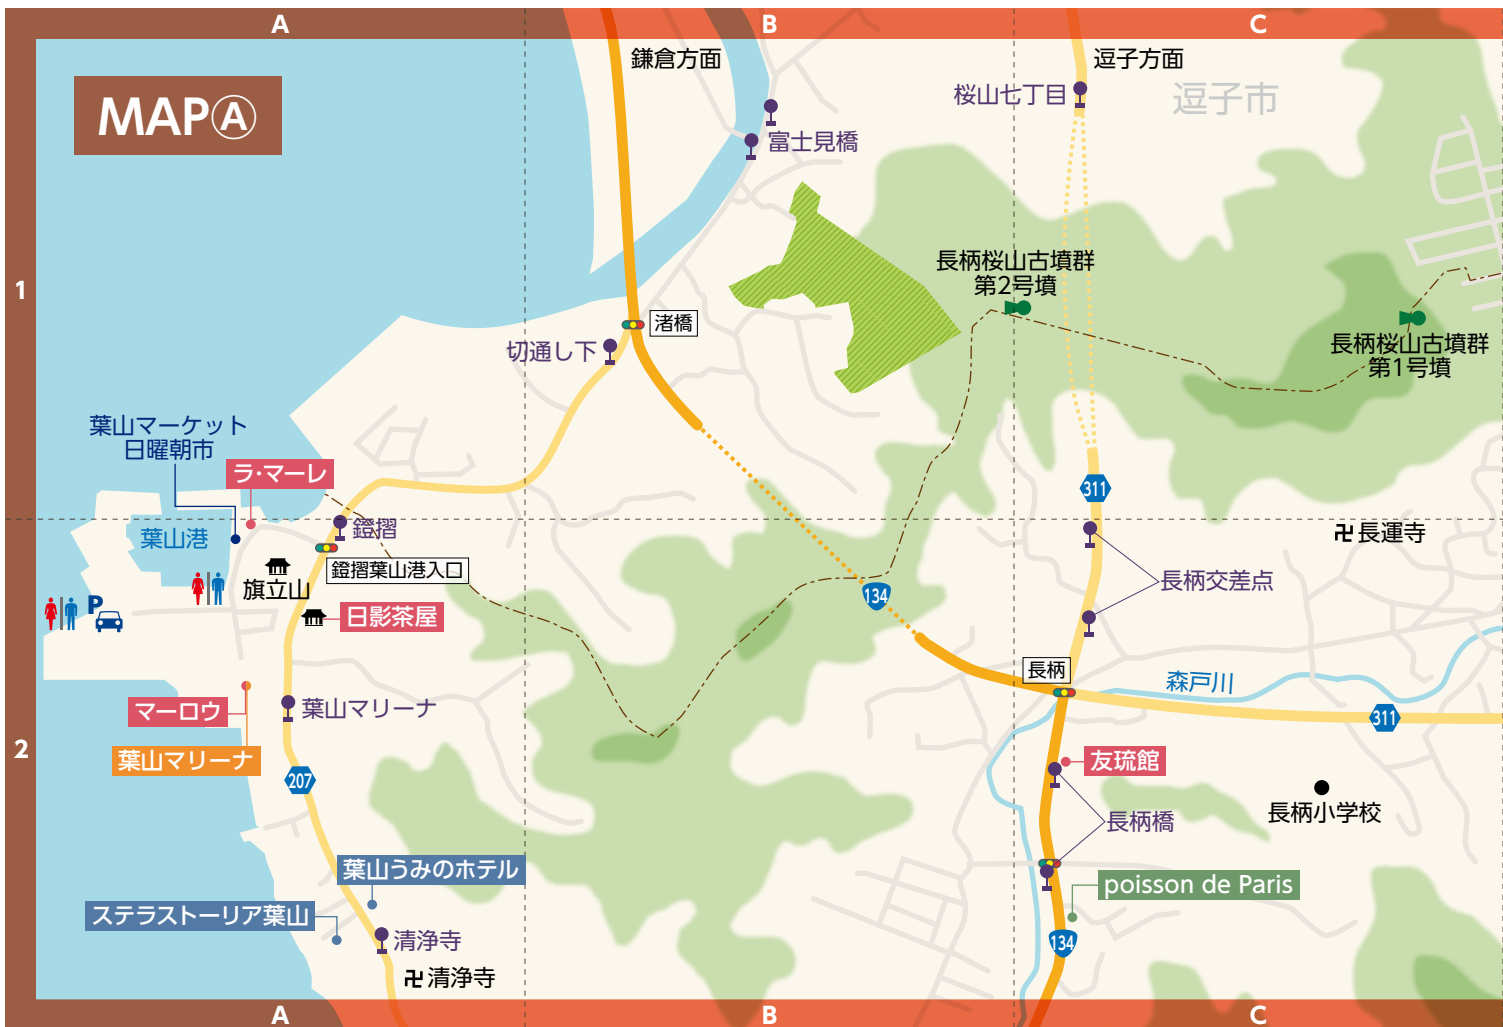 A
B
C
鎌倉方面
逗子方面
MAPⒶ
桜山七丁目
逗子市
富士見橋
長柄桜山古墳群
第2号墳
1
渚橋
切通し下
長柄桜山古墳群
第1号墳
葉山マーケット
日曜朝市
ラ・マーレ
311
葉山港
鐙摺
卍長運寺
鐙摺葉山港入口
旗立山
長柄交差点
134
P
日影茶屋
長柄
森戸川
マーロウ
葉山マリーナ
311
2
葉山マリーナ
友琉館
207
長柄小学校
長柄橋
葉山うみのホテル
poisson de Paris
ステラストーリア葉山
清浄寺
134
卍清浄寺
A
B
C